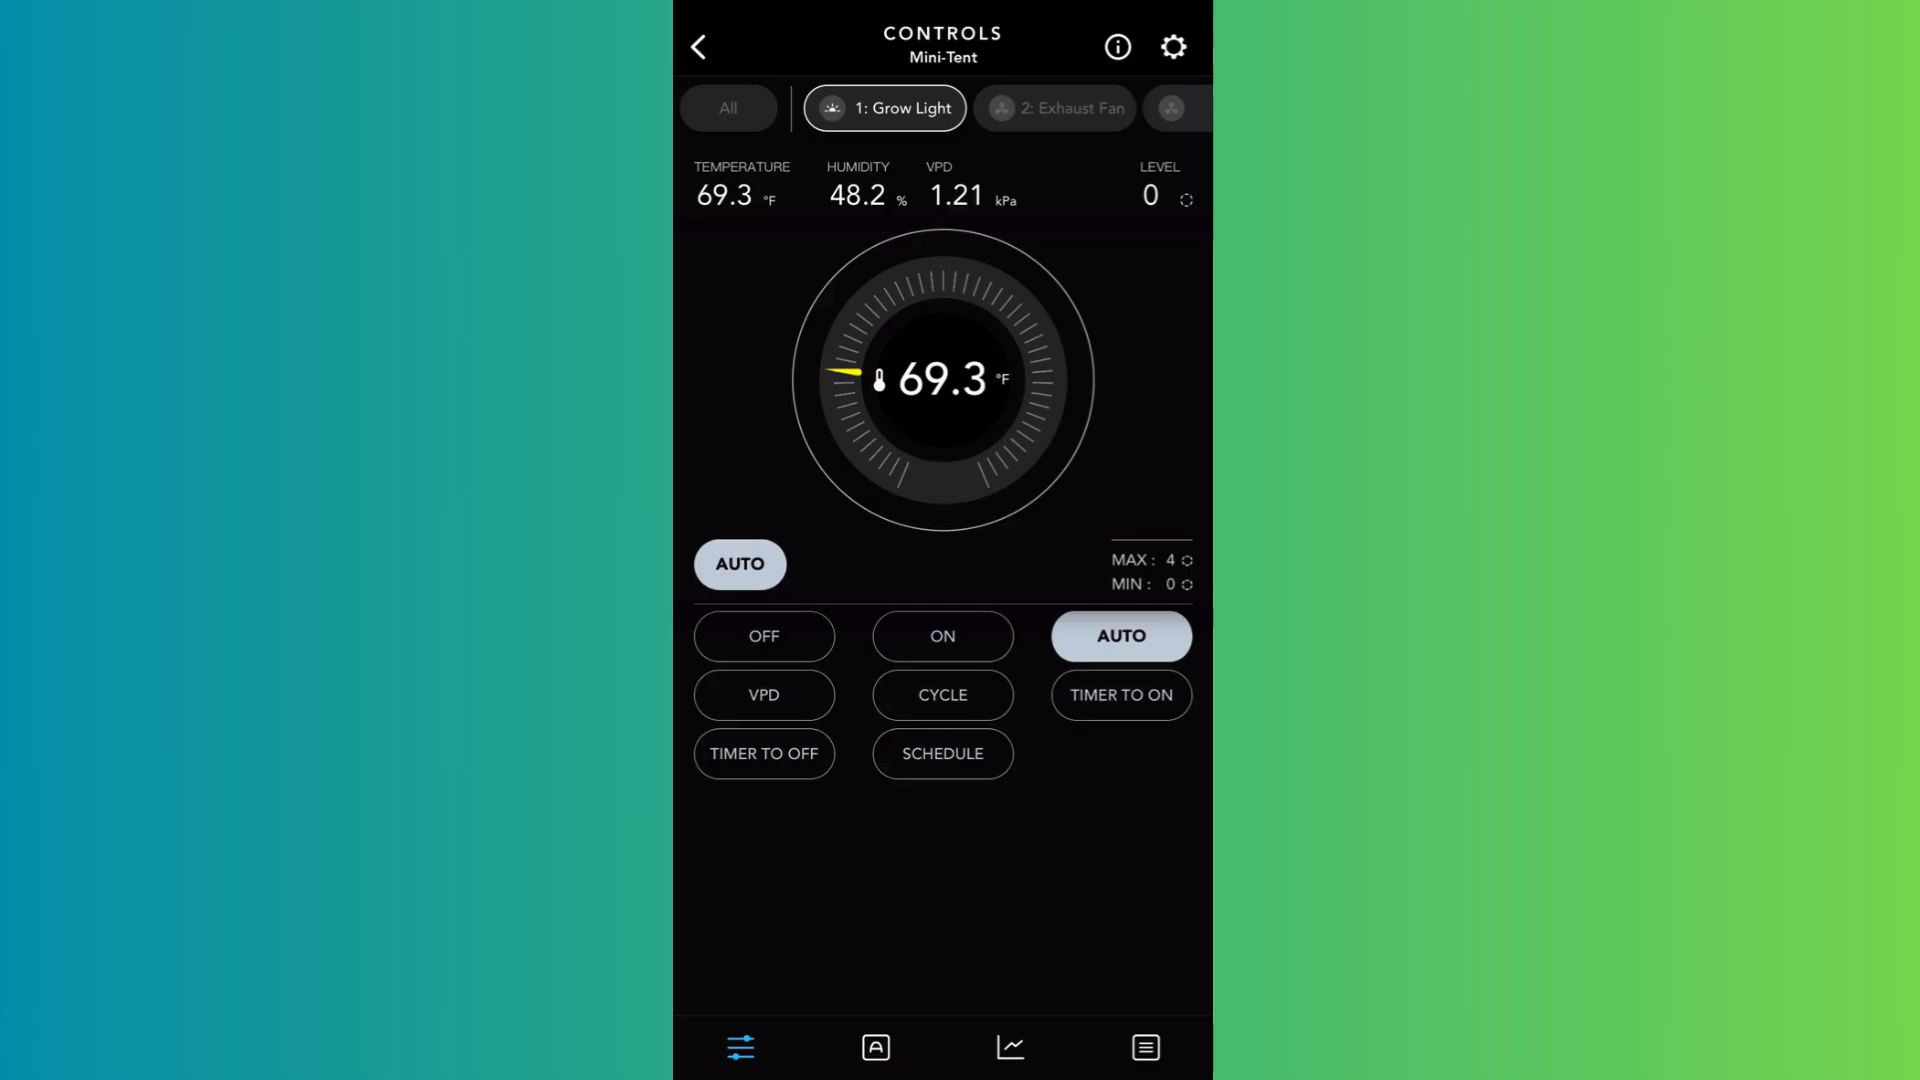 CONTROLS
Mini-Tent
All
1: Grow Light
2: Exhaust Fan
TEMPERATURE HUMIDITY VPD LEVEL
69.3 °F 48.2 % 1.21 kPa 0
69.3 °F
AUTO
MAX : 4
MIN : 0
OFF ON AUTO
VPD CYCLE TIMER TO ON
TIMER TO OFF SCHEDULE
A